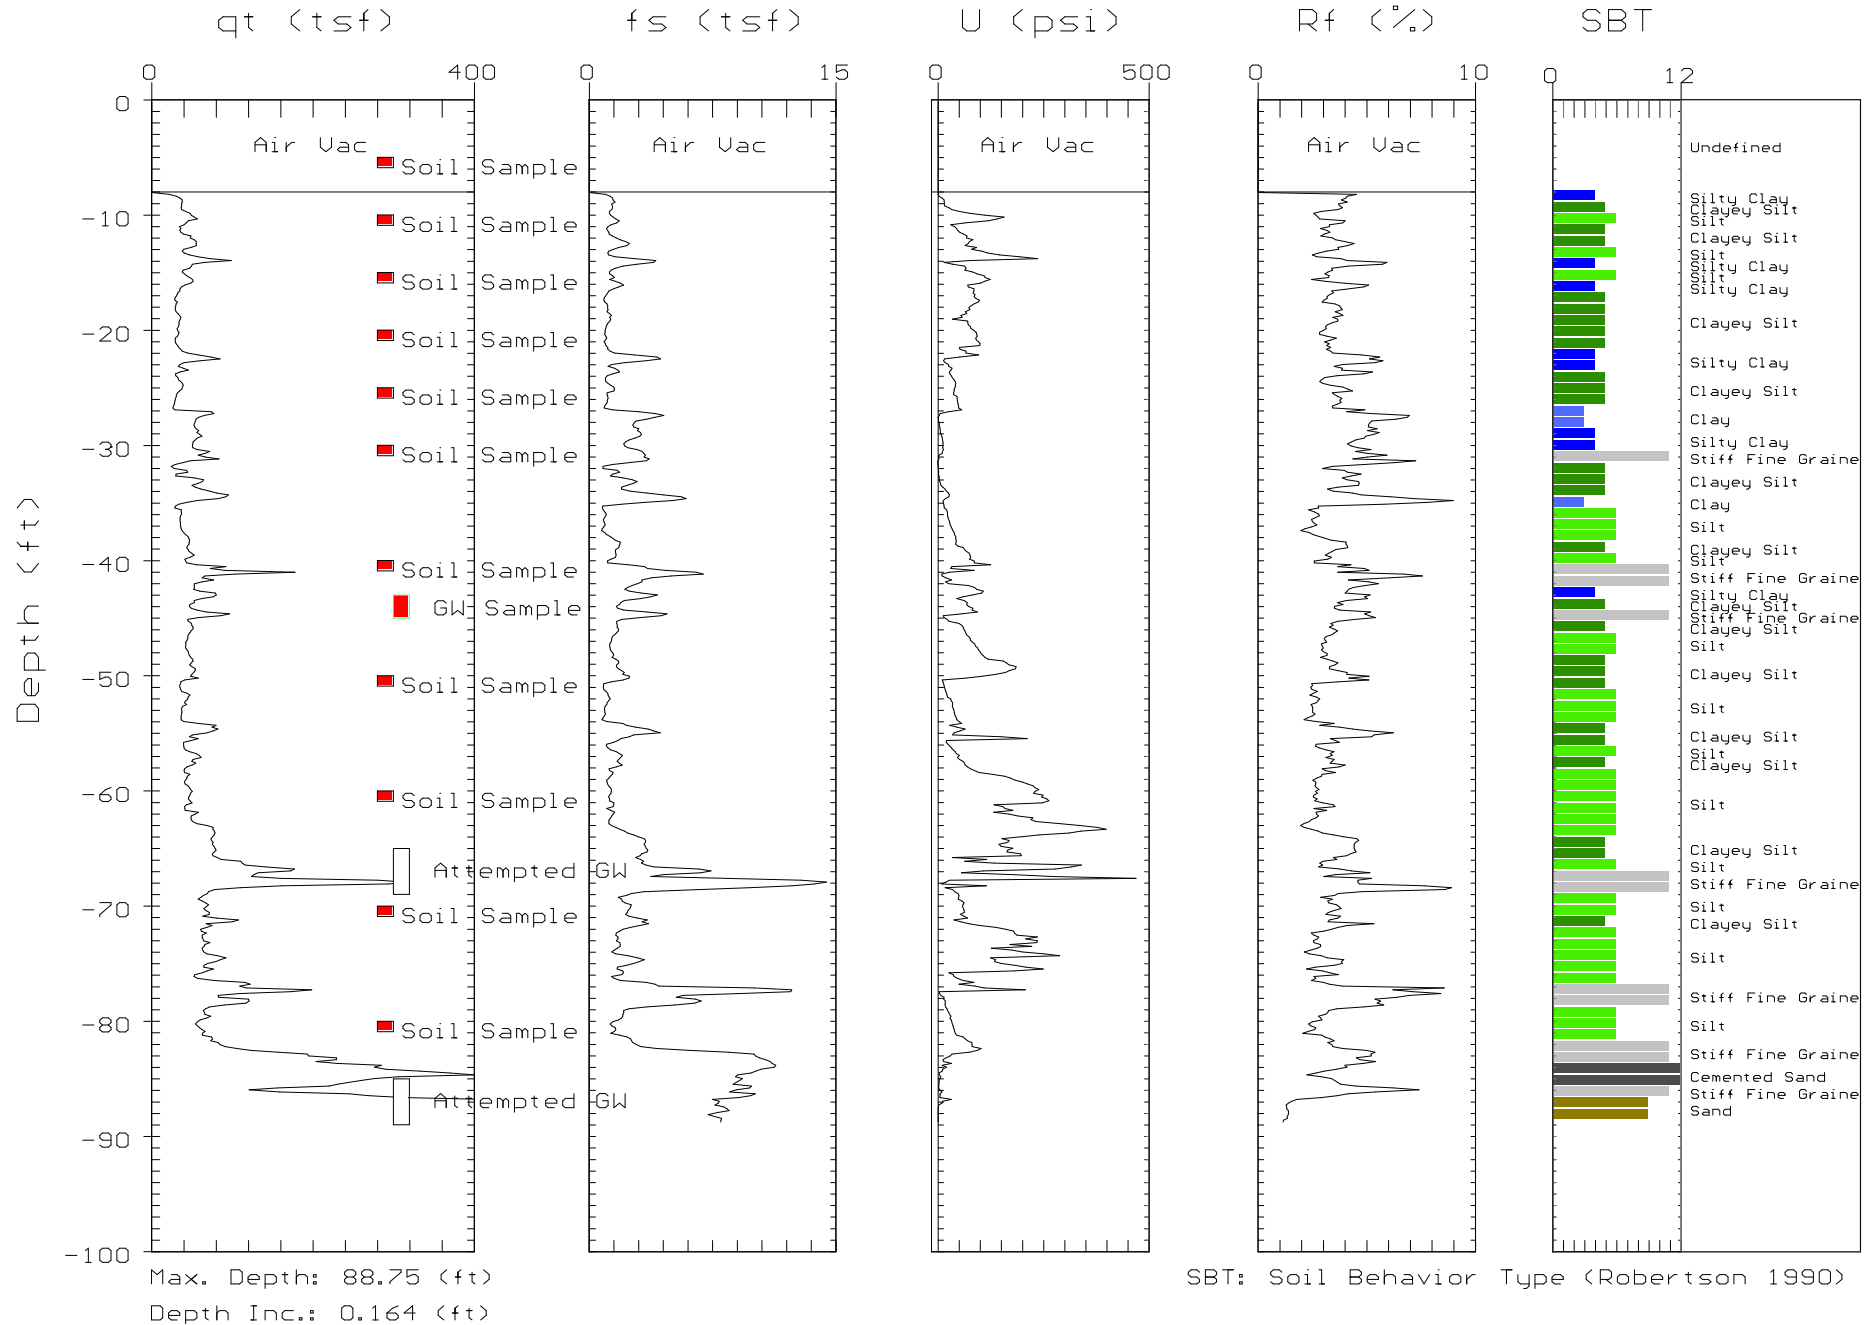 qt (tsf)
fs (tsf)
U (psi)
Rf (%)
SBT
0 400
0 15
0 500
0 10
0 12
Depth (ft)
0
-10
-20
-30
-40
-50
-60
-70
-80
-90
-100
Air Vac
Air Vac
Air Vac
Air Vac
Soil Sample
Soil Sample
Soil Sample
Soil Sample
Soil Sample
Soil Sample
Soil Sample
GW Sample
Soil Sample
Soil Sample
Attempted GW
Soil Sample
Soil Sample
Attempted GW
Undefined
Silty Clay
Clayey Silt
Silt
Clayey Silt
Silt
Silty Clay
Silt
Silty Clay
Clayey Silt
Silty Clay
Clayey Silt
Clay
Silty Clay
Stiff Fine Graine
Clayey Silt
Clay
Silt
Clayey Silt
Silt
Stiff Fine Graine
Silty Clay
Clayey Silt
Stiff Fine Graine
Clayey Silt
Silt
Clayey Silt
Silt
Clayey Silt
Silt
Clayey Silt
Silt
Clayey Silt
Silt
Stiff Fine Graine
Silt
Clayey Silt
Silt
Stiff Fine Graine
Silt
Stiff Fine Graine
Cemented Sand
Stiff Fine Graine
Sand
Max. Depth: 88.75 (ft)
Depth Inc.: 0.164 (ft)
SBT: Soil Behavior Type (Robertson 1990)